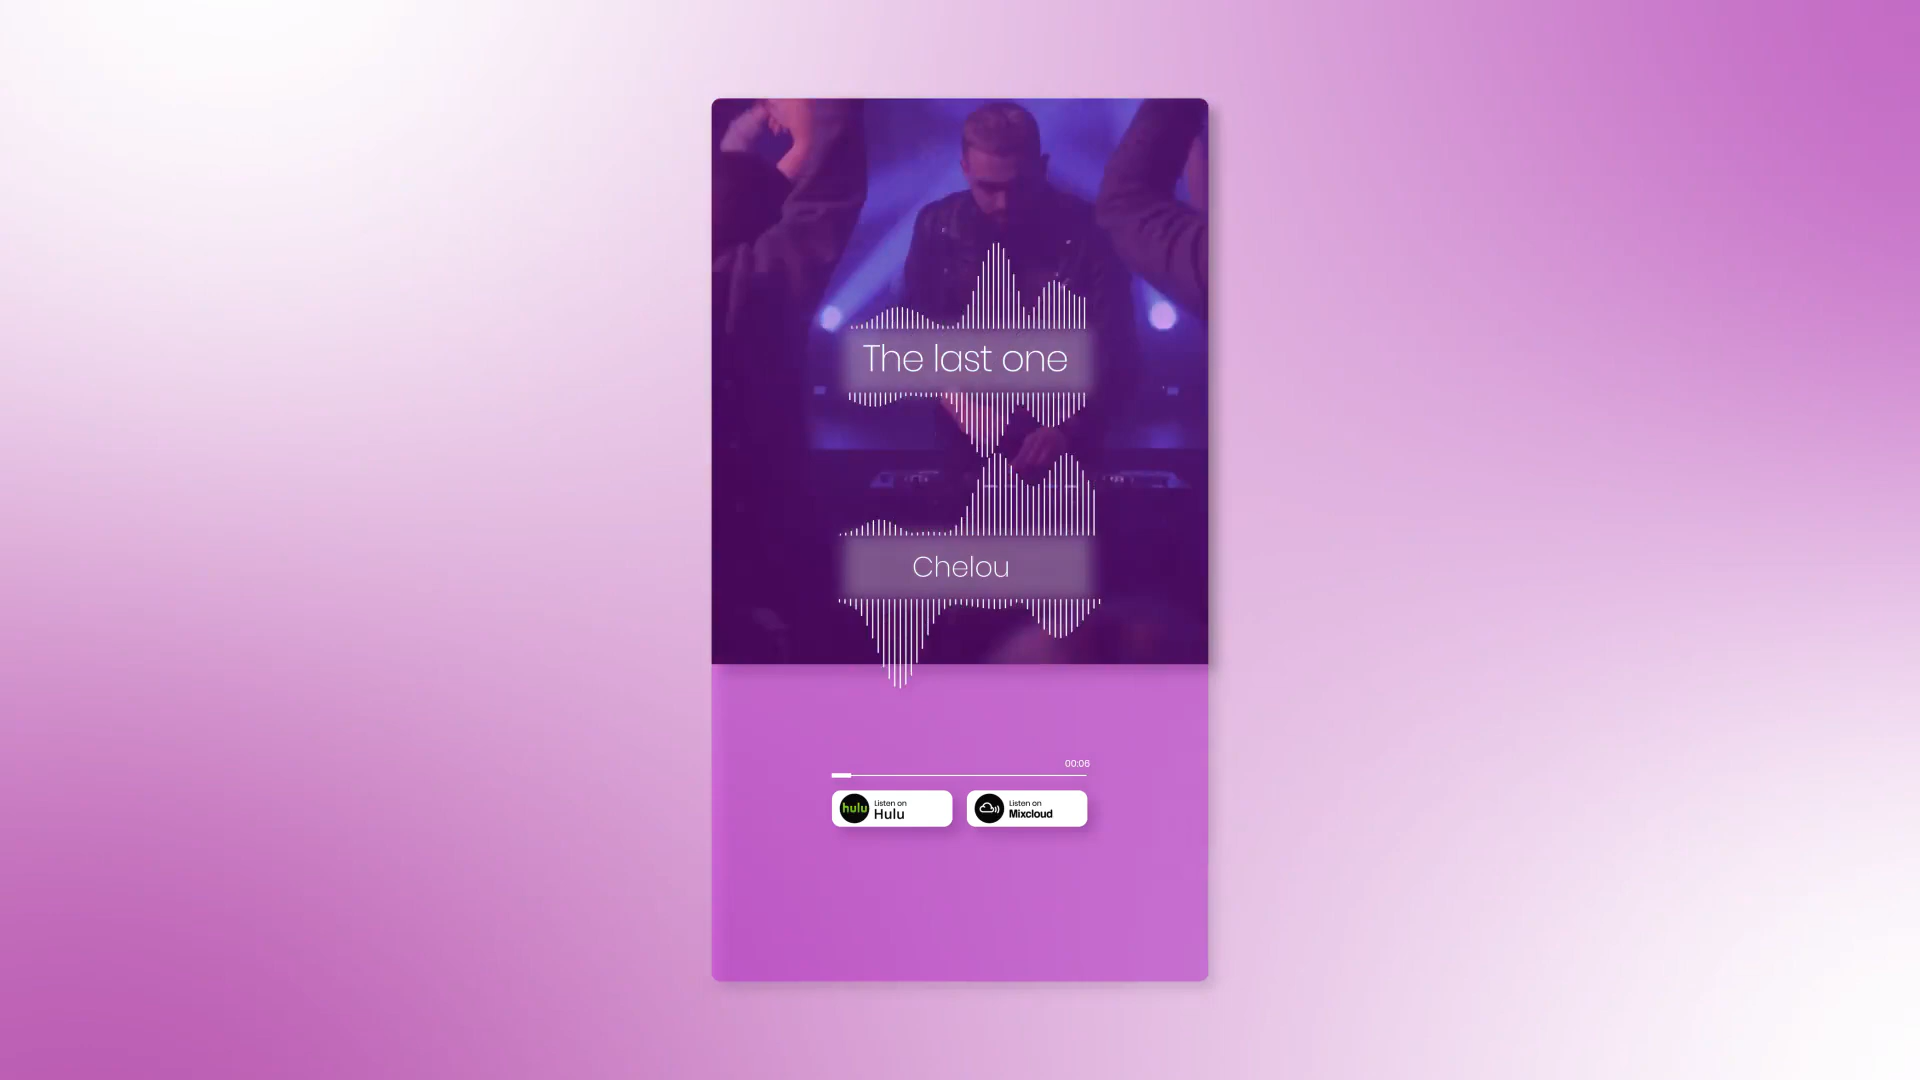 The last one
Chelou
00:06
hulu
Listen on
Hulu
Listen on
Mixcloud